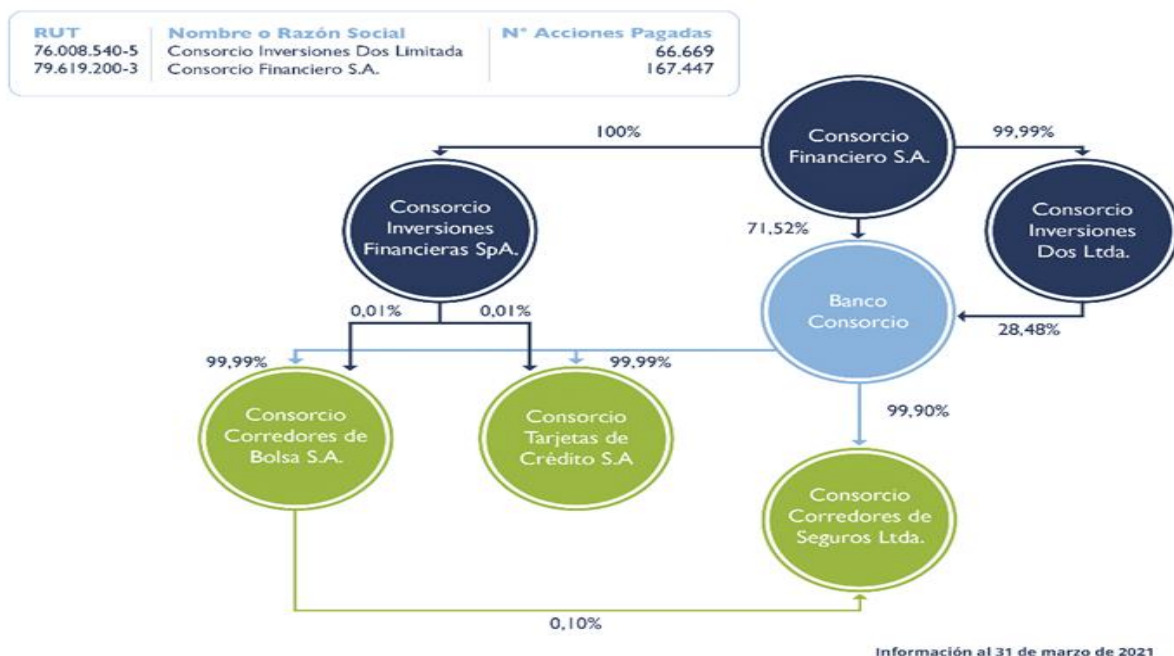 RUT Nombre o Razón Social N° Acciones Pagadas
76.008.540-5 Consorcio Inversiones Dos Limitada 66.669
79.619.200-3 Consorcio Financiero S.A. 167.447
100%
Consorcio
Financiero S.A.
99,99%
Consorcio
Inversiones
Financieras SpA.
71,52%
Consorcio
Inversiones
Dos Ltda.
0,01%
0,01%
Banco
Consorcio
28,48%
99,99%
99,99%
Consorcio
Corredores de
Bolsa S.A.
Consorcio
Tarjetas de
Crédito S.A
99,90%
Consorcio
Corredores de
Seguros Ltda.
0,10%
Información al 31 de marzo de 2021